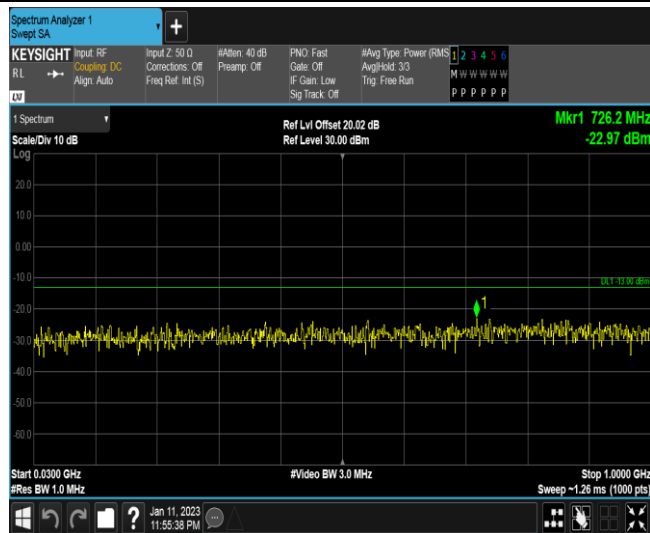 Spectrum Analyzer 1
Swept SA
+
KEYSIGHT
RL
LXI
Input: RF
Coupling: DC
Align: Auto
Input Z: 50 Ω
Corrections: Off
Freq Ref: Int (S)
#Atten: 40 dB
Preamp: Off
PNO: Fast
Gate: Off
IF Gain: Low
Sig Track: Off
#Avg Type: Power (RMS
Avg|Hold: 3/3
Trig: Free Run
1 2 3 4 5 6
M W W W W W
P P P P P P
1 Spectrum
Scale/Div 10 dB
Log
Ref Lvl Offset 20.02 dB
Ref Level 30.00 dBm
Mkr1 726.2 MHz
-22.97 dBm
20.0
10.0
0.00
-10.0
DL1 -13.00 dBm
-20.0
1
-30.0
-40.0
-50.0
-60.0
Start 0.0300 GHz
#Res BW 1.0 MHz
#Video BW 3.0 MHz
Stop 1.0000 GHz
Sweep ~1.26 ms (1000 pts)
?
Jan 11, 2023
11:55:38 PM